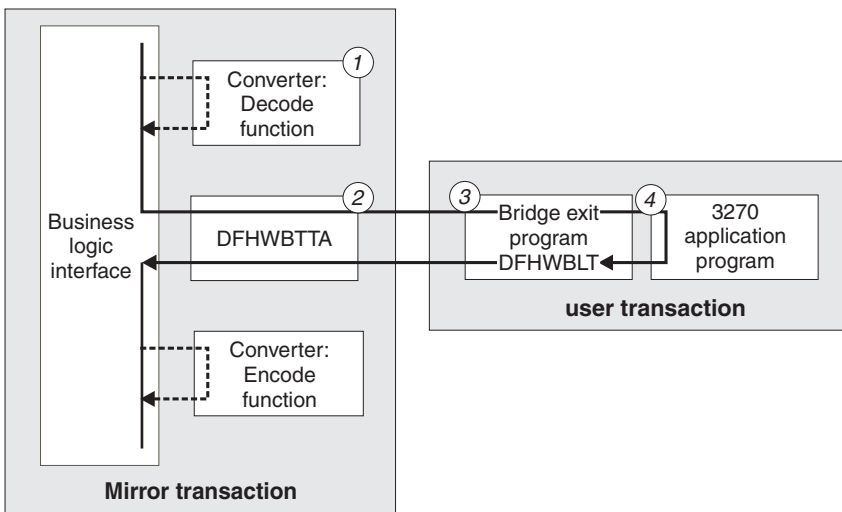 1
Converter:
Decode
function
2
Business
logic
interface
DFHWBTTA
3
Bridge exit
program
DFHWBLT
4
3270
application
program
user transaction
Converter:
Encode
function
Mirror transaction